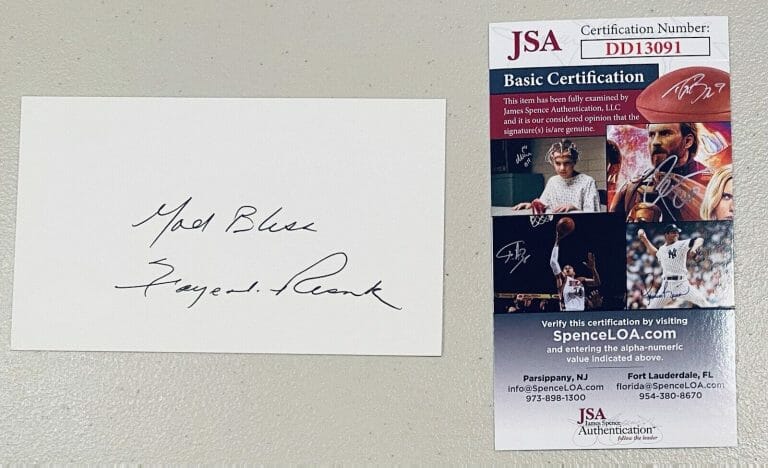 God Bless
JSA
Certification Number:
DD13091
Basic Certification
This item has been fully examined by
James Spence Authentication, LLC
and it is our considered opinion that the
signature(s) is/are genuine.
Verify this certification by visiting
SpenceLOA.com
and entering the alpha-numeric
value indicated above.
Parsippany, NJ
info@SpenceLOA.com
973-898-1300
Fort Lauderdale, FL
florida@SpenceLOA.com
954-380-8670
JSA
James Spence
Authentication
follow the leader